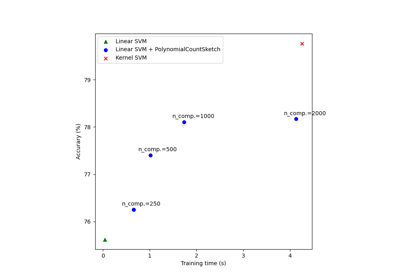 Linear SVM
Linear SVM + PolynomialCountSketch
Kernel SVM
79
78
77
76
Accurary (%)
n_comp.=1000
n_comp.=2000
n_comp.=500
n_comp.=250
0 1 2 3 4
Training time (s)